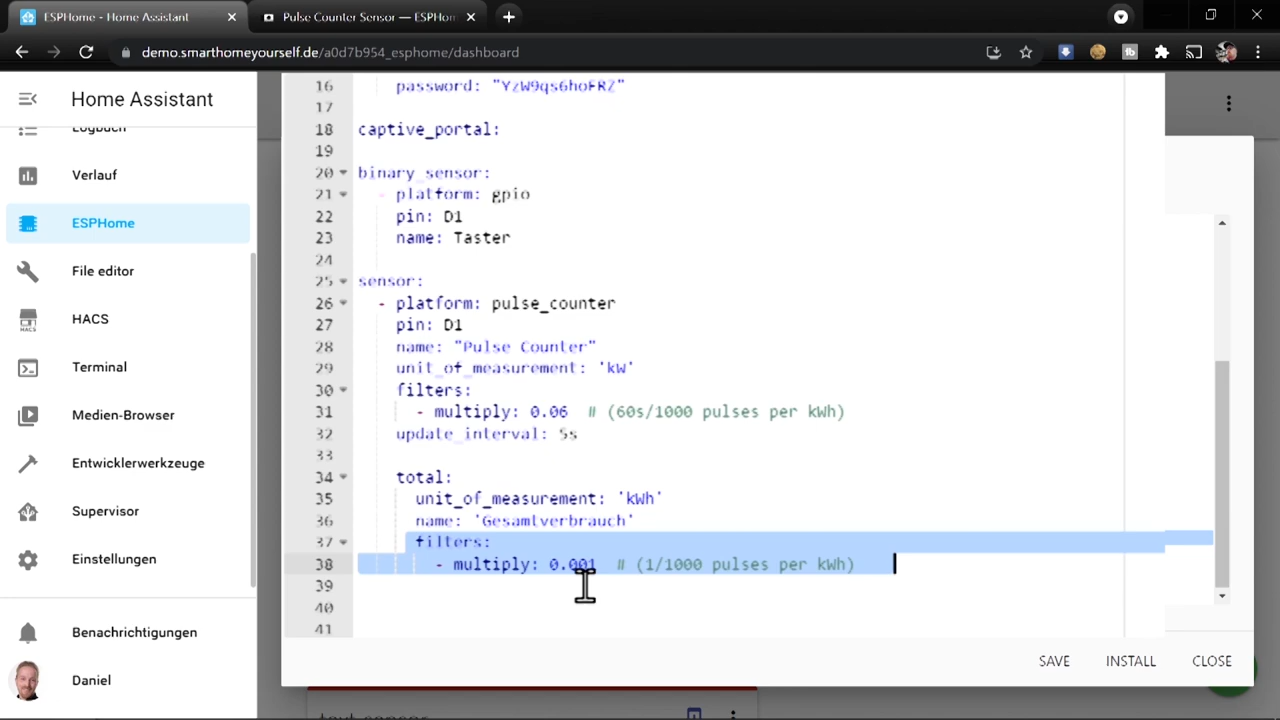 ESPHome - Home Assistant
Pulse Counter Sensor — ESPHom
demo.smarthomeyourself.de/a0d7b954_esphome/dashboard
Home Assistant
Logbuch
Verlauf
ESPHome
File editor
HACS
HACS
Terminal
Medien-Browser
Entwicklerwerkzeuge
Supervisor
Einstellungen
Benachrichtigungen
Daniel
16 password: "YzW9qs6hoFRZ"
17
18 captive_portal:
19
20 binary_sensor:
21 - platform: gpio
22 pin: D1
23 name: Taster
24
25 sensor:
26 - platform: pulse_counter
27 pin: D1
28 name: "Pulse Counter"
29 unit_of_measurement: 'kW'
30 filters:
31 - multiply: 0.06 # (60s/1000 pulses per kWh)
32 update_interval: 5s
33
34 total:
35 unit_of_measurement: 'kWh'
36 name: 'Gesamtverbrauch'
37 filters:
38 - multiply: 0.001 # (1/1000 pulses per kWh)
39
40
41
SAVE INSTALL CLOSE